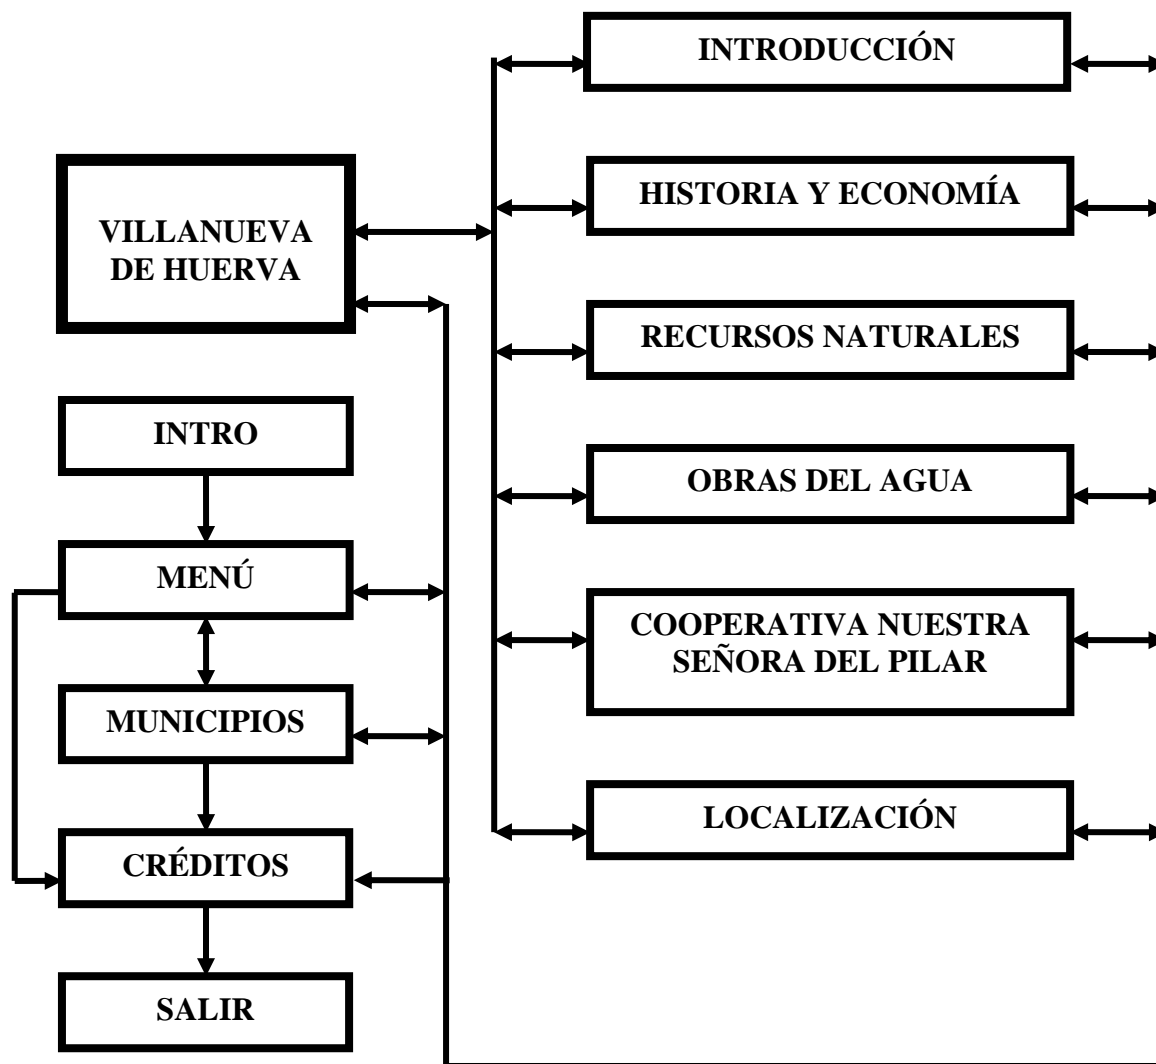 VILLANUEVA
DE HUERVA
INTRO
MENÚ
MUNICIPIOS
CRÉDITOS
SALIR
INTRODUCCIÓN
HISTORIA Y ECONOMÍA
RECURSOS NATURALES
OBRAS DEL AGUA
COOPERATIVA NUESTRA
SEÑORA DEL PILAR
LOCALIZACIÓN